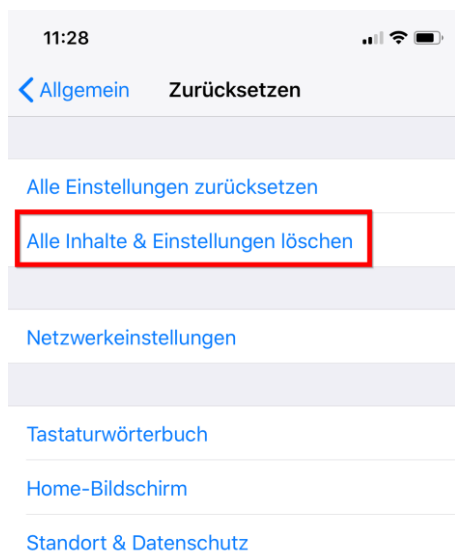 11:28
Allgemein Zurücksetzen
Alle Einstellungen zurücksetzen
Alle Inhalte & Einstellungen löschen
Netzwerkeinstellungen
Tastaturwörterbuch
Home-Bildschirm
Standort & Datenschutz